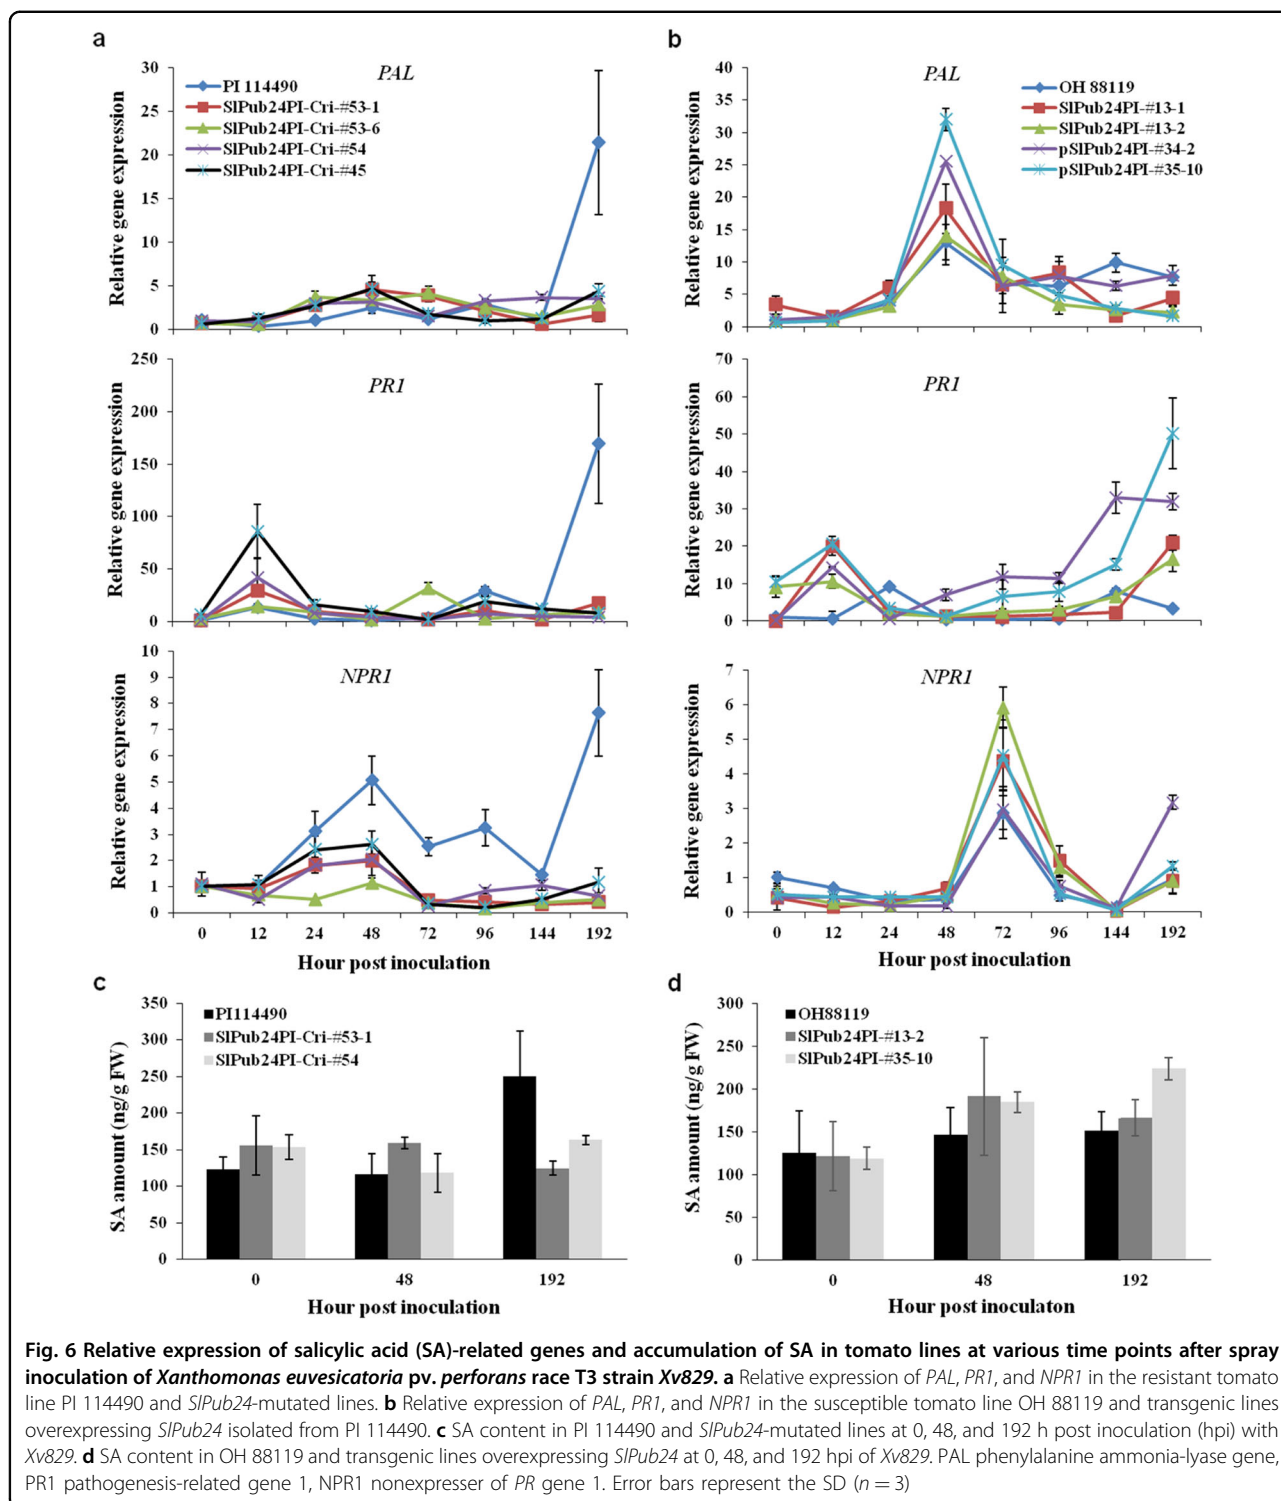 a
PAL
30
25
20
15
10
5
0
Relative gene expression
PI 114490
SlPub24PI-Cri-#53-1
SlPub24PI-Cri-#53-6
SlPub24PI-Cri-#54
SlPub24PI-Cri-#45
b
PAL
40
35
30
25
20
15
10
5
0
Relative gene expression
OH 88119
SlPub24PI-#13-1
SlPub24PI-#13-2
pSlPub24PI-#34-2
pSlPub24PI-#35-10
PR1
250
200
150
100
50
0
Relative gene expression
PR1
70
60
50
40
30
20
10
0
Relative gene expression
NPR1
10
9
8
7
6
5
4
3
2
1
0
Relative gene expression
0 12 24 48 72 96 144 192
Hour post inoculation
NPR1
7
6
5
4
3
2
1
0
Relative gene expression
0 12 24 48 72 96 144 192
Hour post inoculation
c
350
300
250
200
150
100
50
0
SA amount (ng/g FW)
PI114490
SlPub24PI-Cri-#53-1
SlPub24PI-Cri-#54
0 48 192
Hour post inoculation
d
300
250
200
150
100
50
0
SA amount (ng/g FW)
OH88119
SlPub24PI-#13-2
SlPub24PI-#35-10
0 48 192
Hour post inoculaton
Fig. 6 Relative expression of salicylic acid (SA)-related genes and accumulation of SA in tomato lines at various time points after spray
inoculation of Xanthomonas euvesicatoria pv. perforans race T3 strain Xv829. a Relative expression of PAL, PR1, and NPR1 in the resistant tomato
line PI 114490 and SlPub24-mutated lines. b Relative expression of PAL, PR1, and NPR1 in the susceptible tomato line OH 88119 and transgenic lines
overexpressing SlPub24 isolated from PI 114490. c SA content in PI 114490 and SlPub24-mutated lines at 0, 48, and 192 h post inoculation (hpi) with
Xv829. d SA content in OH 88119 and transgenic lines overexpressing SlPub24 at 0, 48, and 192 hpi of Xv829. PAL phenylalanine ammonia-lyase gene,
PR1 pathogenesis-related gene 1, NPR1 nonexpresser of PR gene 1. Error bars represent the SD (n = 3)